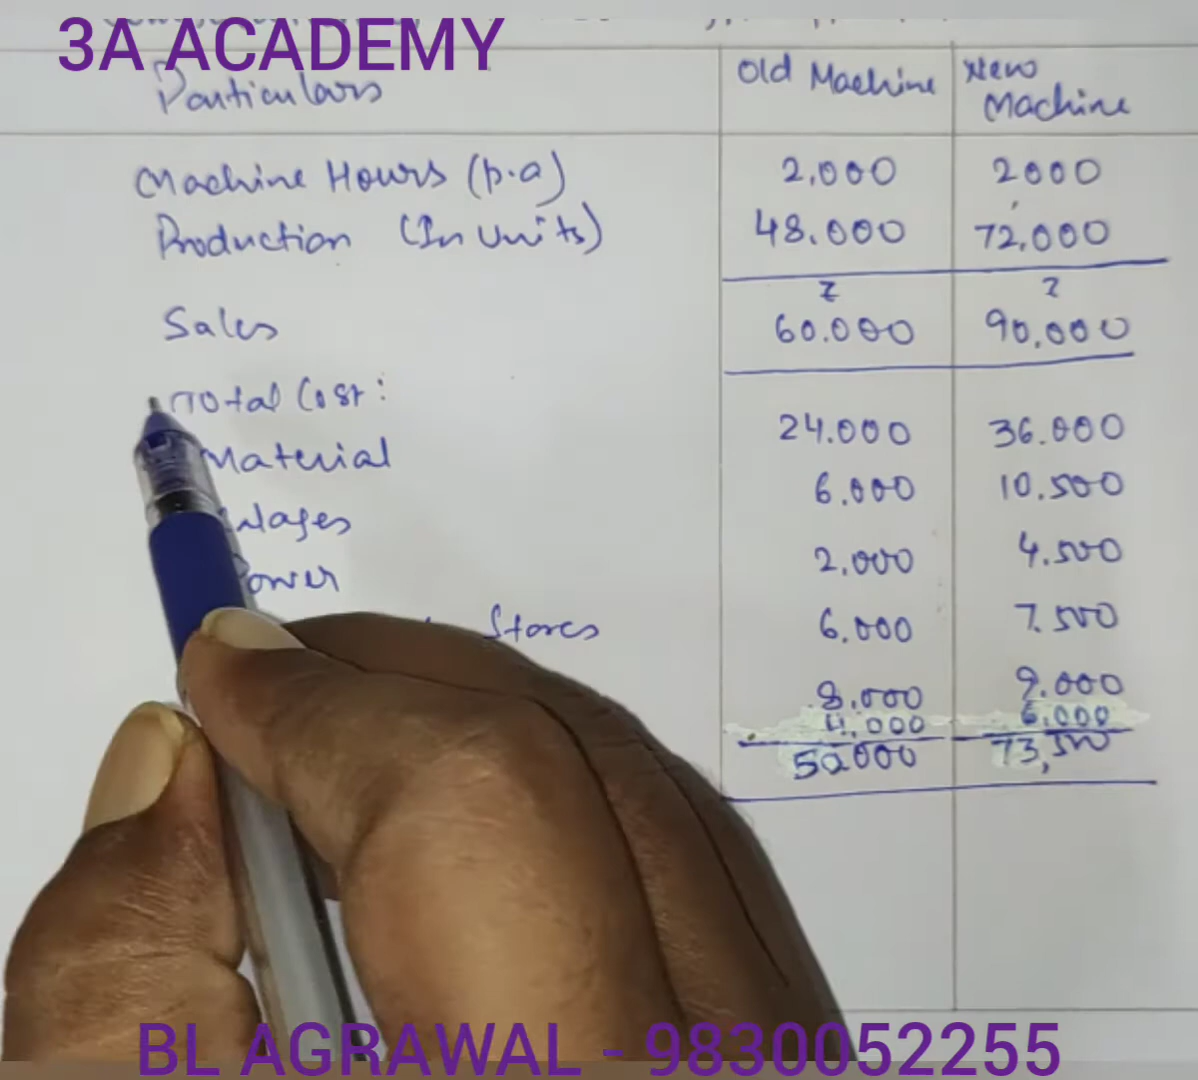 3A ACADEMY
Particulars Old Machine New Machine
Machine Hours (p.a) 2,000 2000
Production (In Units) 48.000 72,000
₹ ₹
Sales 60.000 90,000
Total Cost:
Material 24.000 36.000
Wages 6.000 10.500
Power 2.000 4.500
Stores 6.000 7.500
8.000 9.000
4.000 6.000
50000 73,500
BL AGRAWAL - 9830052255